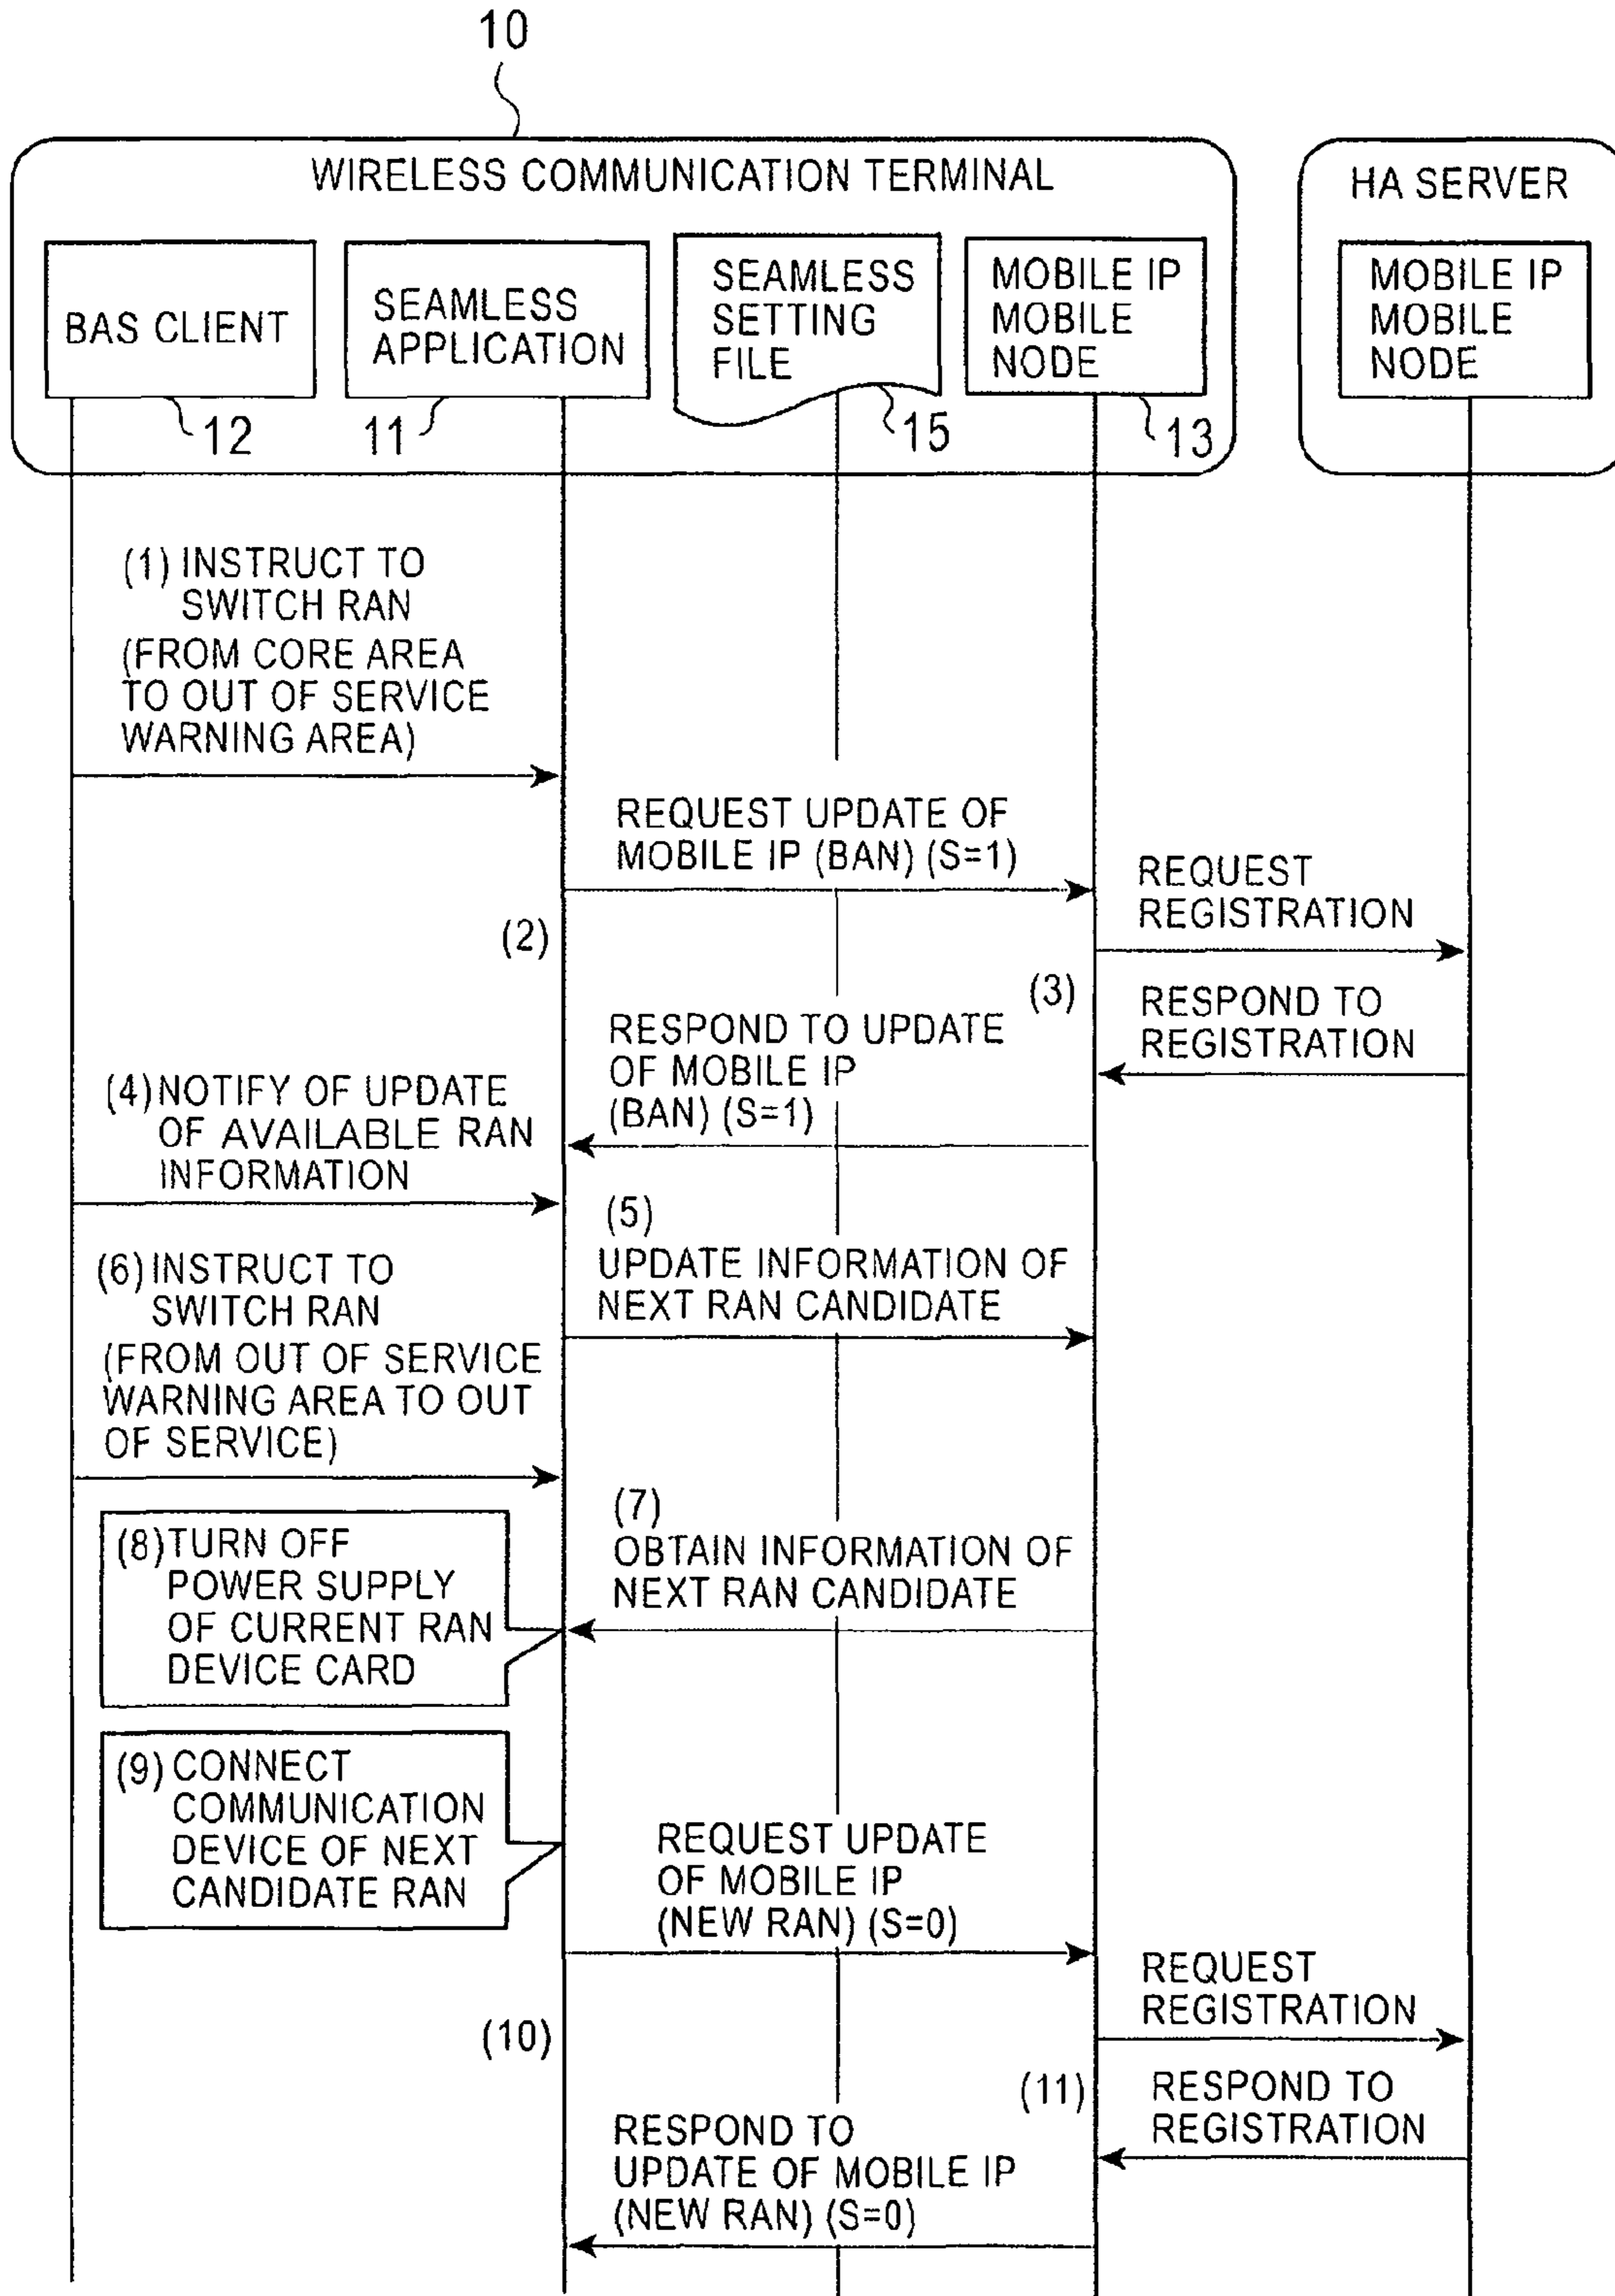 10
WIRELESS COMMUNICATION TERMINAL
HA SERVER
BAS CLIENT
12
SEAMLESS
APPLICATION
11
SEAMLESS
SETTING
FILE
15
MOBILE IP
MOBILE
NODE
13
MOBILE IP
MOBILE
NODE
(1) INSTRUCT TO
SWITCH RAN
(FROM CORE AREA
TO OUT OF SERVICE
WARNING AREA)
REQUEST UPDATE OF
MOBILE IP (BAN) (S=1)
(2)
REQUEST
REGISTRATION
(3)
RESPOND TO
REGISTRATION
RESPOND TO UPDATE
OF MOBILE IP
(BAN) (S=1)
(4) NOTIFY OF UPDATE
OF AVAILABLE RAN
INFORMATION
(5)
UPDATE INFORMATION OF
NEXT RAN CANDIDATE
(6) INSTRUCT TO
SWITCH RAN
(FROM OUT OF SERVICE
WARNING AREA TO OUT
OF SERVICE)
(7)
OBTAIN INFORMATION OF
NEXT RAN CANDIDATE
(8) TURN OFF
POWER SUPPLY
OF CURRENT RAN
DEVICE CARD
(9) CONNECT
COMMUNICATION
DEVICE OF NEXT
CANDIDATE RAN
REQUEST UPDATE
OF MOBILE IP
(NEW RAN) (S=0)
(10)
REQUEST
REGISTRATION
(11)
RESPOND TO
REGISTRATION
RESPOND TO
UPDATE OF MOBILE IP
(NEW RAN) (S=0)